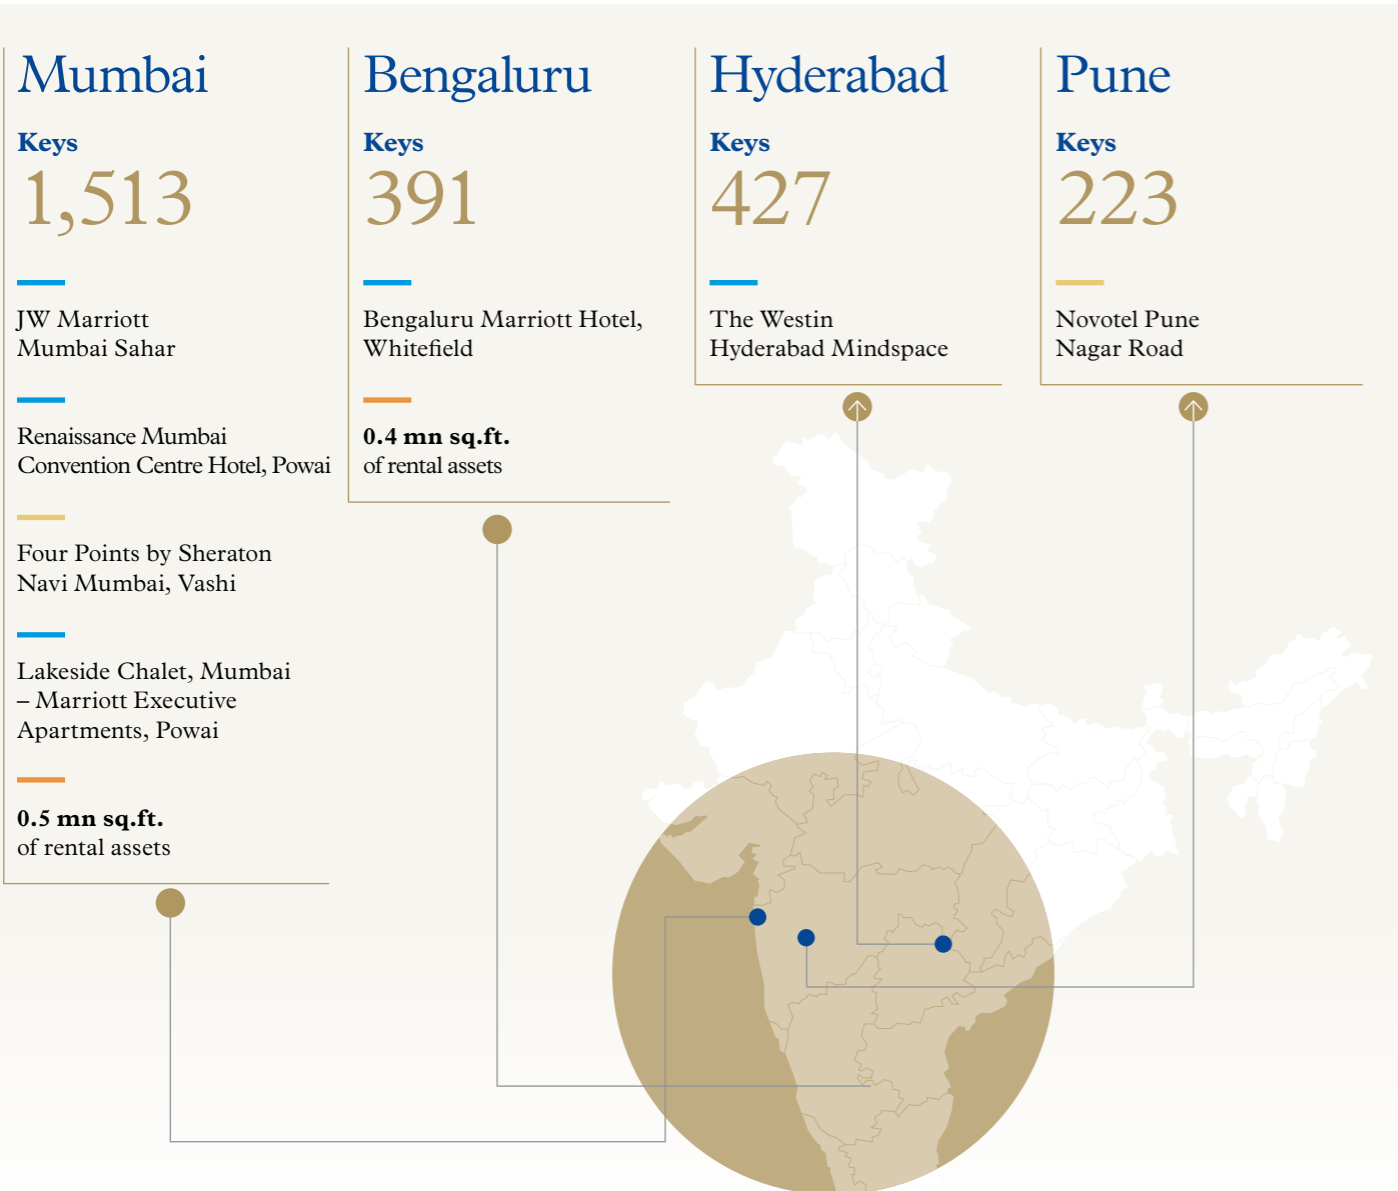 Mumbai
Keys
1,513
JW Marriott
Mumbai Sahar
Renaissance Mumbai
Convention Centre Hotel, Powai
Four Points by Sheraton
Navi Mumbai, Vashi
Lakeside Chalet, Mumbai
– Marriott Executive
Apartments, Powai
0.5 mn sq.ft.
of rental assets
Bengaluru
Keys
391
Bengaluru Marriott Hotel,
Whitefield
0.4 mn sq.ft.
of rental assets
Hyderabad
Keys
427
The Westin
Hyderabad Mindspace
Pune
Keys
223
Novotel Pune
Nagar Road